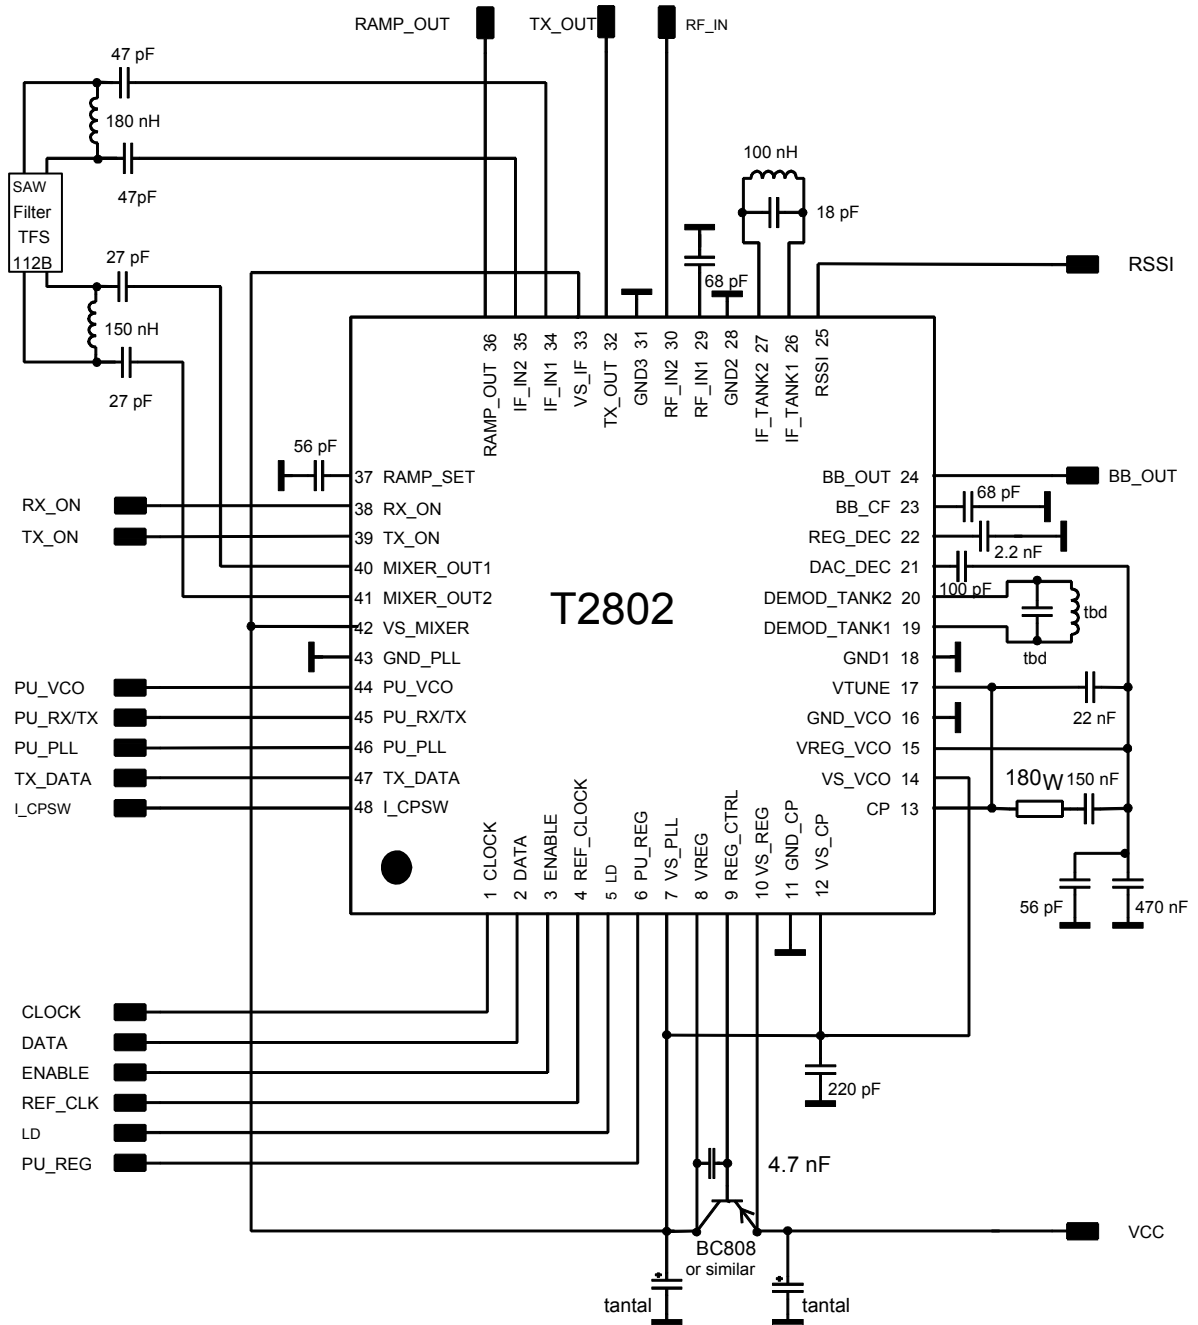 RAMP_OUT
TX_OUT
RF_IN
47 pF
180 nH
47pF
SAW
Filter
TFS
112B
27 pF
150 nH
27 pF
100 nH
18 pF
68 pF
RSSI
RAMP_OUT 36
IF_IN2 35
IF_IN1 34
VS_IF 33
TX_OUT 32
GND3 31
RF_IN2 30
RF_IN1 29
GND2 28
IF_TANK2 27
IF_TANK1 26
RSSI 25
56 pF
37 RAMP_SET
RX_ON
38 RX_ON
TX_ON
39 TX_ON
40 MIXER_OUT1
41 MIXER_OUT2
42 VS_MIXER
43 GND_PLL
PU_VCO
44 PU_VCO
PU_RX/TX
45 PU_RX/TX
PU_PLL
46 PU_PLL
TX_DATA
47 TX_DATA
I_CPSW
48 I_CPSW
T2802
BB_OUT 24
BB_OUT
BB_CF 23
68 pF
REG_DEC 22
2.2 nF
DAC_DEC 21
100 pF
DEMOD_TANK2 20
tbd
DEMOD_TANK1 19
tbd
GND1 18
VTUNE 17
22 nF
GND_VCO 16
VREG_VCO 15
VS_VCO 14
180W
150 nF
CP 13
56 pF
470 nF
1 CLOCK
2 DATA
3 ENABLE
4 REF_CLOCK
5 LD
6 PU_REG
7 VS_PLL
8 VREG
9 REG_CTRL
10 VS_REG
11 GND_CP
12 VS_CP
CLOCK
DATA
ENABLE
REF_CLK
LD
PU_REG
220 pF
4.7 nF
BC808
or similar
VCC
+
tantal
+
tantal